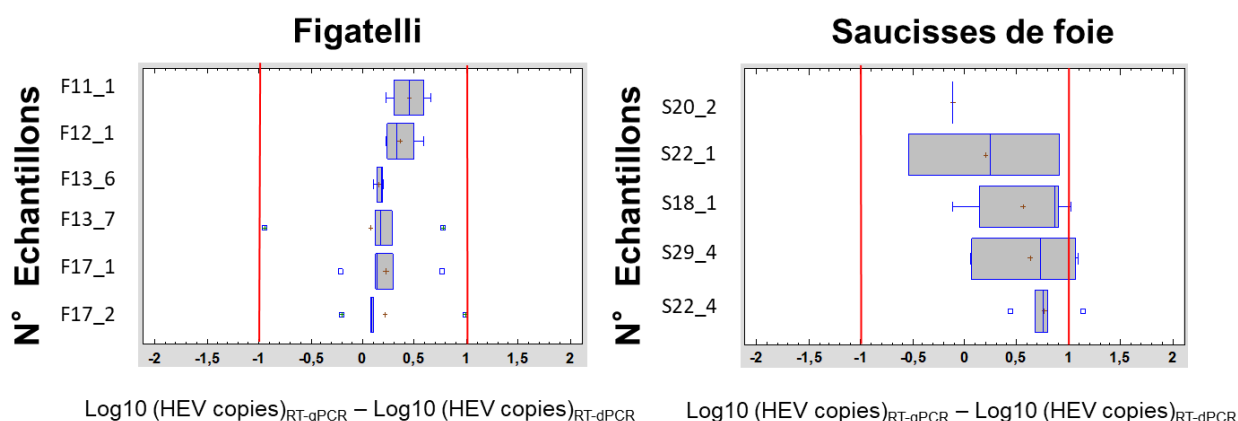 Figatelli
N° Echantillons
F11_1
F12_1
F13_6
F13_7
F17_1
F17_2
-2 -1,5 -1 0 0,5 1 1,5 2
Log10 (HEV copies)RT-qPCR – Log10 (HEV copies)RT-dPCR
Saucisses de foie
N° Echantillons
S20_2
S22_1
S18_1
S29_4
S22_4
-2 -1,5 -1 -0,5 0 0,5 1 1,5 2
Log10 (HEV copies)RT-qPCR – Log10 (HEV copies)RT-dPCR